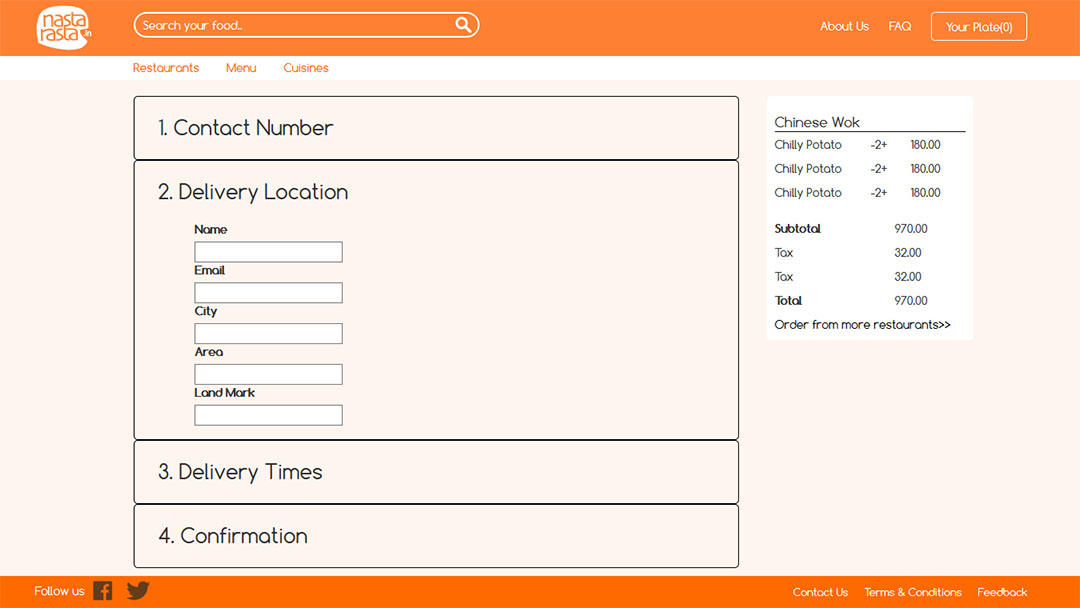 nasta
rasta.in
Search your food..
About Us FAQ Your Plate(0)
Restaurants Menu Cuisines
1. Contact Number
2. Delivery Location
Name
Email
City
Area
Land Mark
3. Delivery Times
4. Confirmation
Chinese Wok
Chilly Potato -2+ 180.00
Chilly Potato -2+ 180.00
Chilly Potato -2+ 180.00
Subtotal 970.00
Tax 32.00
Tax 32.00
Total 970.00
Order from more restaurants>>
Follow us
Contact Us Terms & Conditions Feedback